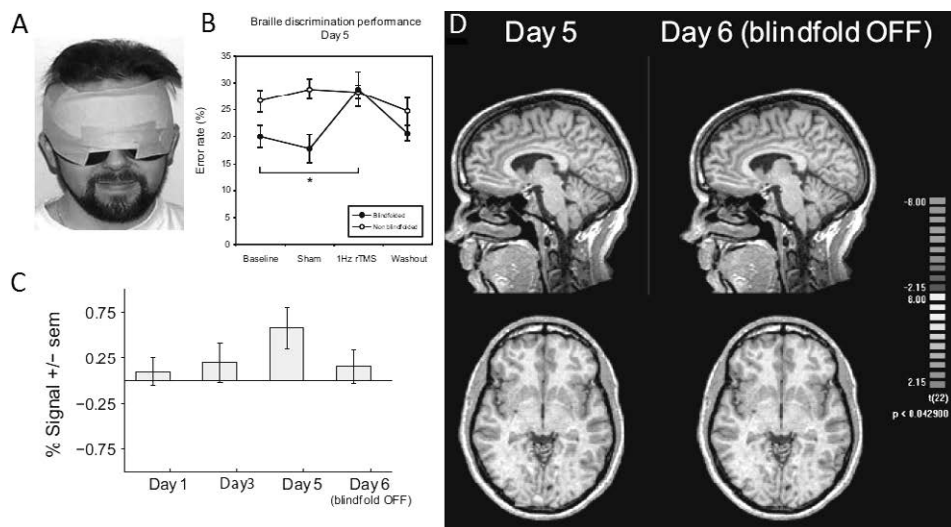 A
B
Braille discrimination performance
Day 5
Error rate (%)
35
30
25
20
15
10
5
0
*
Blindfolded
Non blindfolded
Baseline Sham 1Hz rTMS Washout
C
% Signal +/- sem
0.75
0.25
−0.25
−0.75
Day 1 Day3 Day 5 Day 6
(blindfold OFF)
D
Day 5 Day 6 (blindfold OFF)
-8.00
-2.15
8.00
2.15
t(22)
p < 0.042900